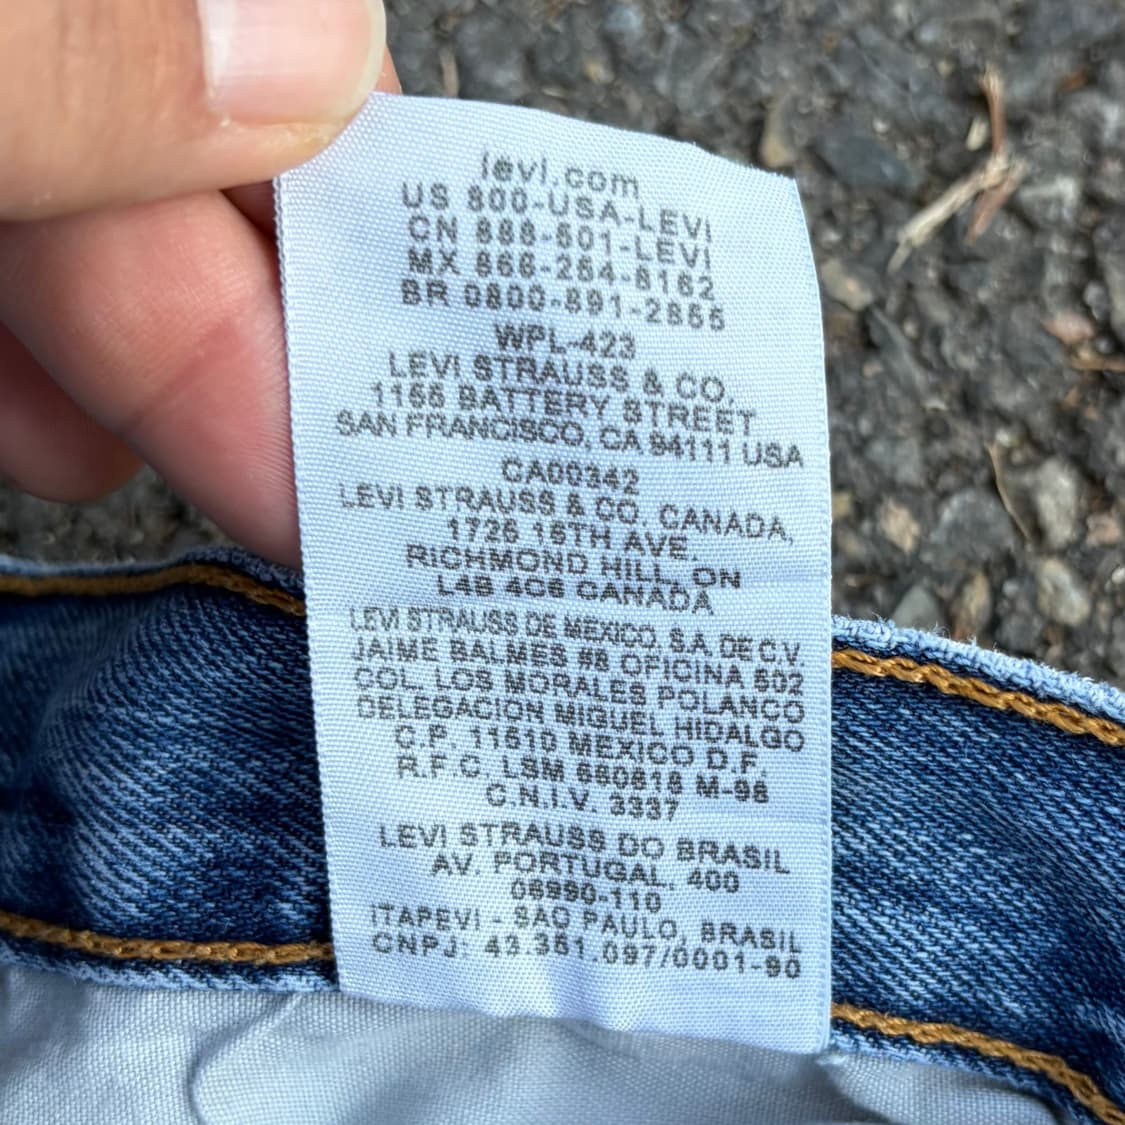 levi.com
US 800-USA-LEVI
CN 888-501-LEVI
MX 866-264-8162
BR 0800-891-2855
WPL-423
LEVI STRAUSS & CO.
1155 BATTERY STREET
SAN FRANCISCO, CA 94111 USA
CA00342
LEVI STRAUSS & CO. CANADA,
1725 16TH AVE.
RICHMOND HILL, ON
L4B 4C6 CANADA
LEVI STRAUSS DE MEXICO, S.A. DE C.V.
JAIME BALMES #8 OFICINA 502
COL. LOS MORALES POLANCO
DELEGACION MIGUEL HIDALGO
C.P. 11510 MEXICO D.F.
R.F.C. LSM M-96
C.N.I.V. 3337
LEVI STRAUSS DO BRASIL
AV. PORTUGAL, 400
06990-110
ITAPEVI - SAO PAULO, BRASIL
CNPJ: 43.351.097/0001-90